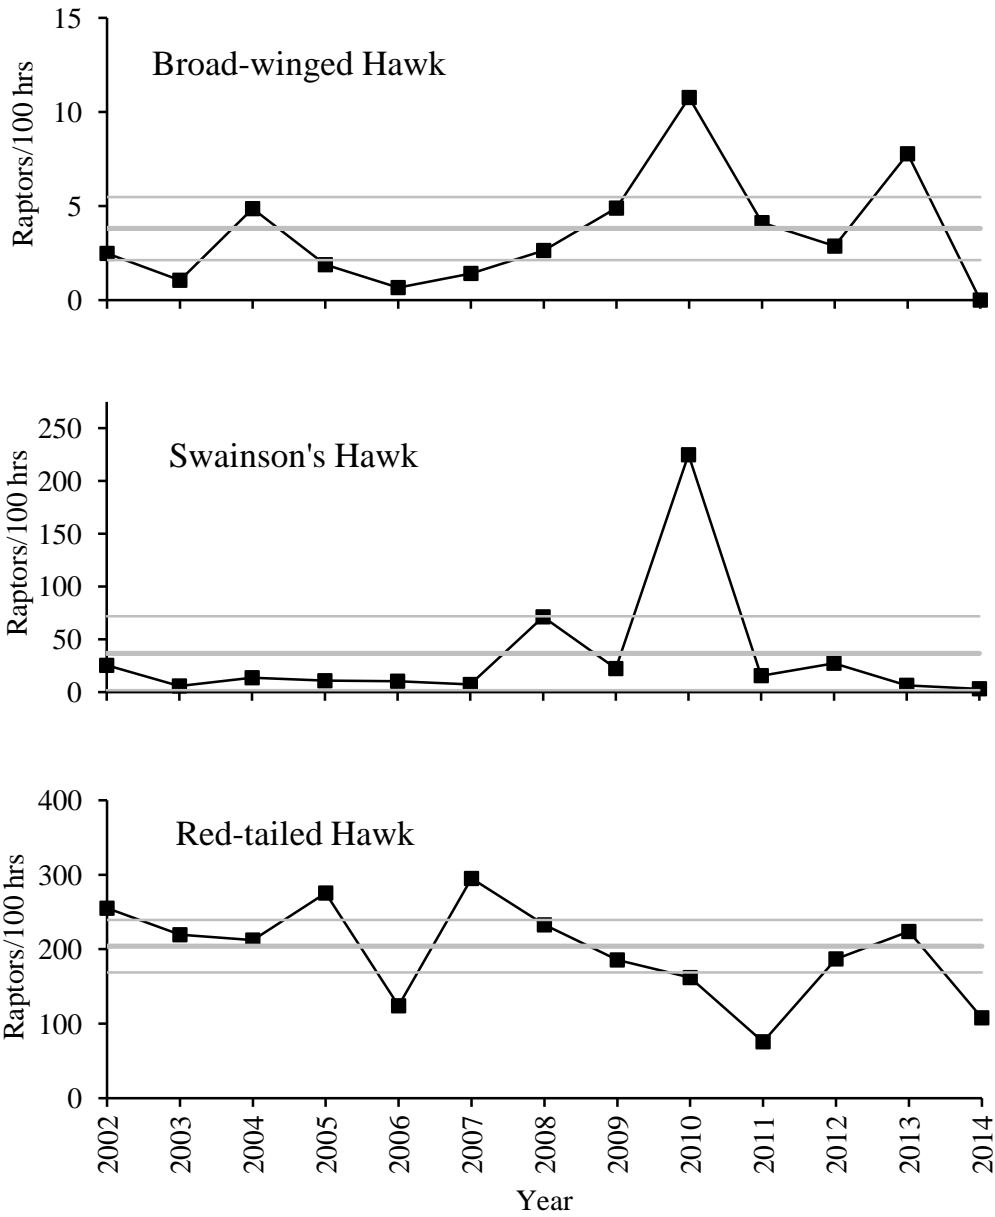 Broad-winged Hawk
Raptors/100 hrs
15
10
5
0
Swainson's Hawk
Raptors/100 hrs
250
200
150
100
50
0
Red-tailed Hawk
Raptors/100 hrs
400
300
200
100
0
2002 2003 2004 2005 2006 2007 2008 2009 2010 2011 2012 2013 2014
Year